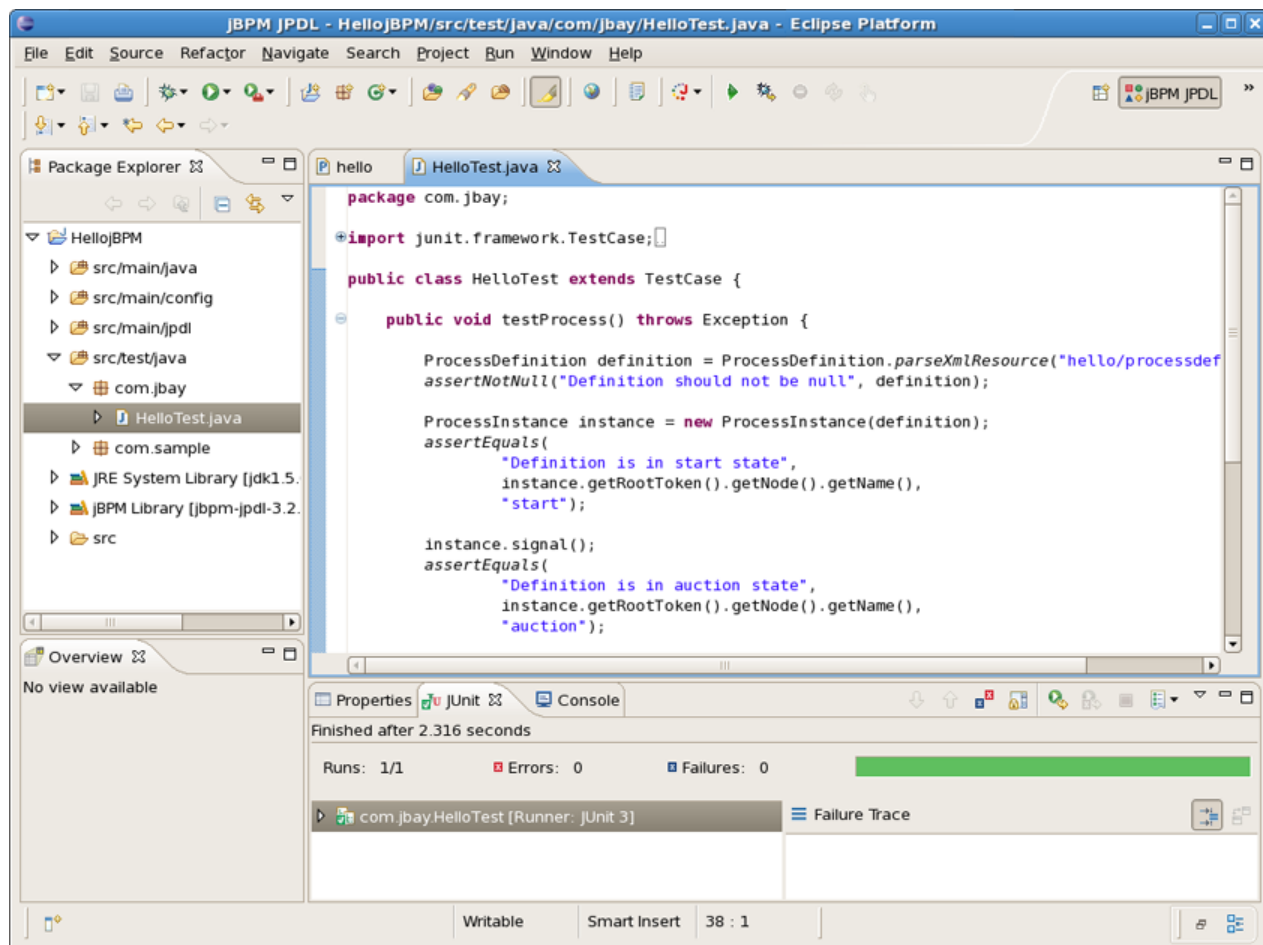 jBPM JPDL - HellojBPM/src/test/java/com/jbay/HelloTest.java - Eclipse Platform
File Edit Source Refactor Navigate Search Project Run Window Help
jBPM JPDL
Package Explorer
hello
HelloTest.java
HellojBPM
src/main/java
src/main/config
src/main/jpdl
src/test/java
com.jbay
HelloTest.java
com.sample
JRE System Library [jdk1.5.
jBPM Library [jbpm-jpdl-3.2.
src
package com.jbay;
import junit.framework.TestCase;
public class HelloTest extends TestCase {
public void testProcess() throws Exception {
ProcessDefinition definition = ProcessDefinition.parseXmlResource("hello/processdef
assertNotNull("Definition should not be null", definition);
ProcessInstance instance = new ProcessInstance(definition);
assertEquals(
"Definition is in start state",
instance.getRootToken().getNode().getName(),
"start");
instance.signal();
assertEquals(
"Definition is in auction state",
instance.getRootToken().getNode().getName(),
"auction");
Overview
No view available
Properties JUnit Console
Finished after 2.316 seconds
Runs: 1/1 Errors: 0 Failures: 0
com.jbay.HelloTest [Runner: JUnit 3]
Failure Trace
Writable Smart Insert 38 : 1